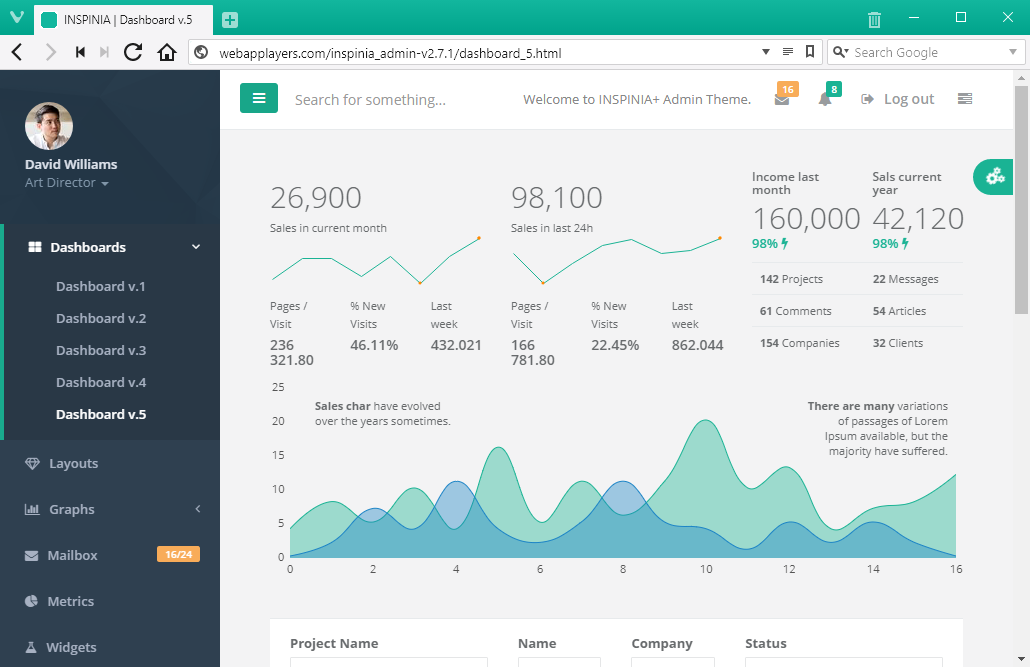 INSPINIA | Dashboard v.5
webapplayers.com/inspinia_admin-v2.7.1/dashboard_5.html
Search Google
David Williams
Art Director
Dashboards
Dashboard v.1
Dashboard v.2
Dashboard v.3
Dashboard v.4
Dashboard v.5
Layouts
Graphs
Mailbox 16/24
Metrics
Widgets
Search for something...
Welcome to INSPINIA+ Admin Theme.
16
8
Log out
26,900
Sales in current month
Pages /
Visit
236
321.80
% New
Visits
46.11%
Last
week
432.021
98,100
Sales in last 24h
Pages /
Visit
166
781.80
% New
Visits
22.45%
Last
week
862.044
Income last
month
160,000
98%
142 Projects
61 Comments
154 Companies
Sals current
year
42,120
98%
22 Messages
54 Articles
32 Clients
Sales char have evolved
over the years sometimes.
There are many variations
of passages of Lorem
Ipsum available, but the
majority have suffered.
25
20
15
10
5
0
0 2 4 6 8 10 12 14 16
Project Name Name Company Status